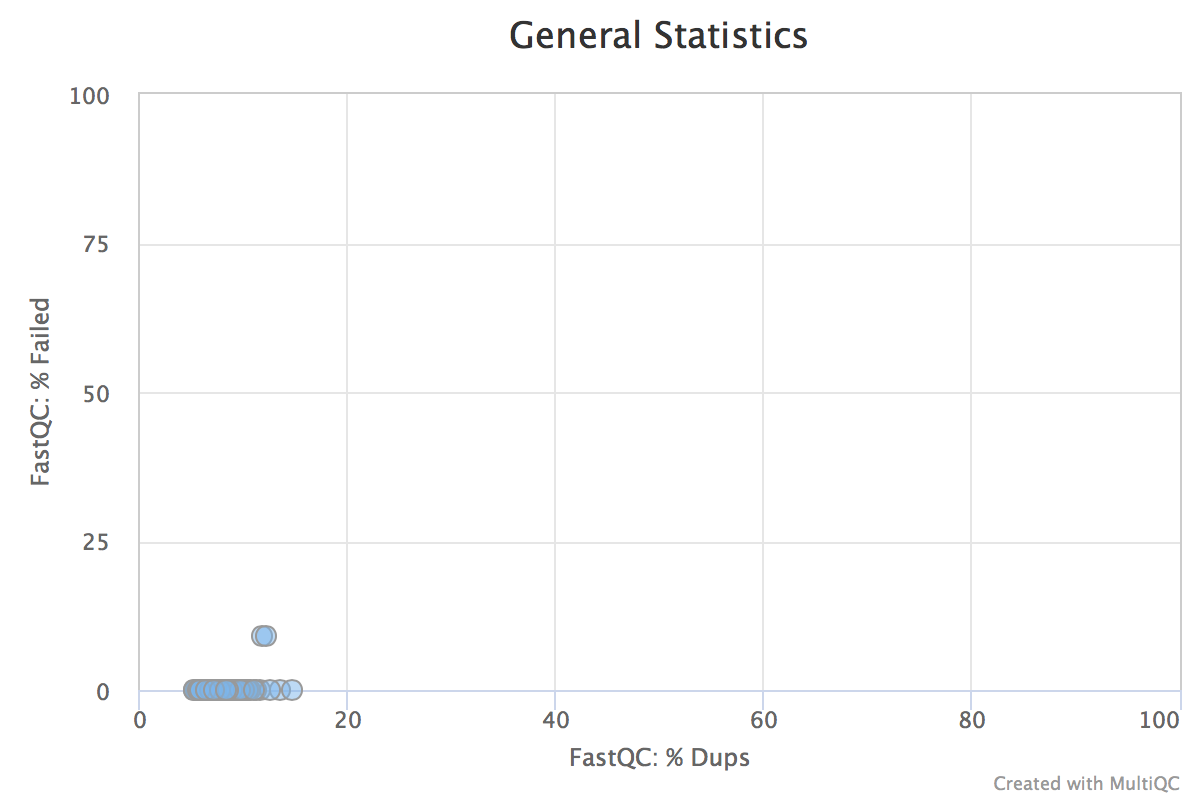 General Statistics
100
75
50
25
0
FastQC: % Failed
0 20 40 60 80 100
FastQC: % Dups
Created with MultiQC